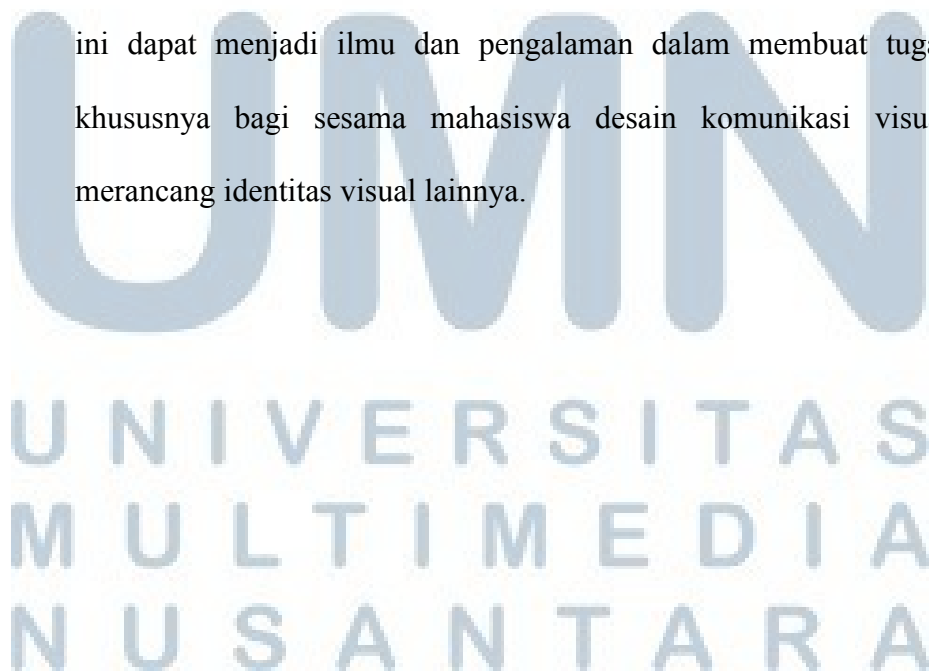 ini dapat menjadi ilmu dan pengalaman dalam membuat tuga
khususnya bagi sesama mahasiswa desain komunikasi visu
merancang identitas visual lainnya.
UMN
UNIVERSITAS
MULTIMEDIA
NUSANTARA